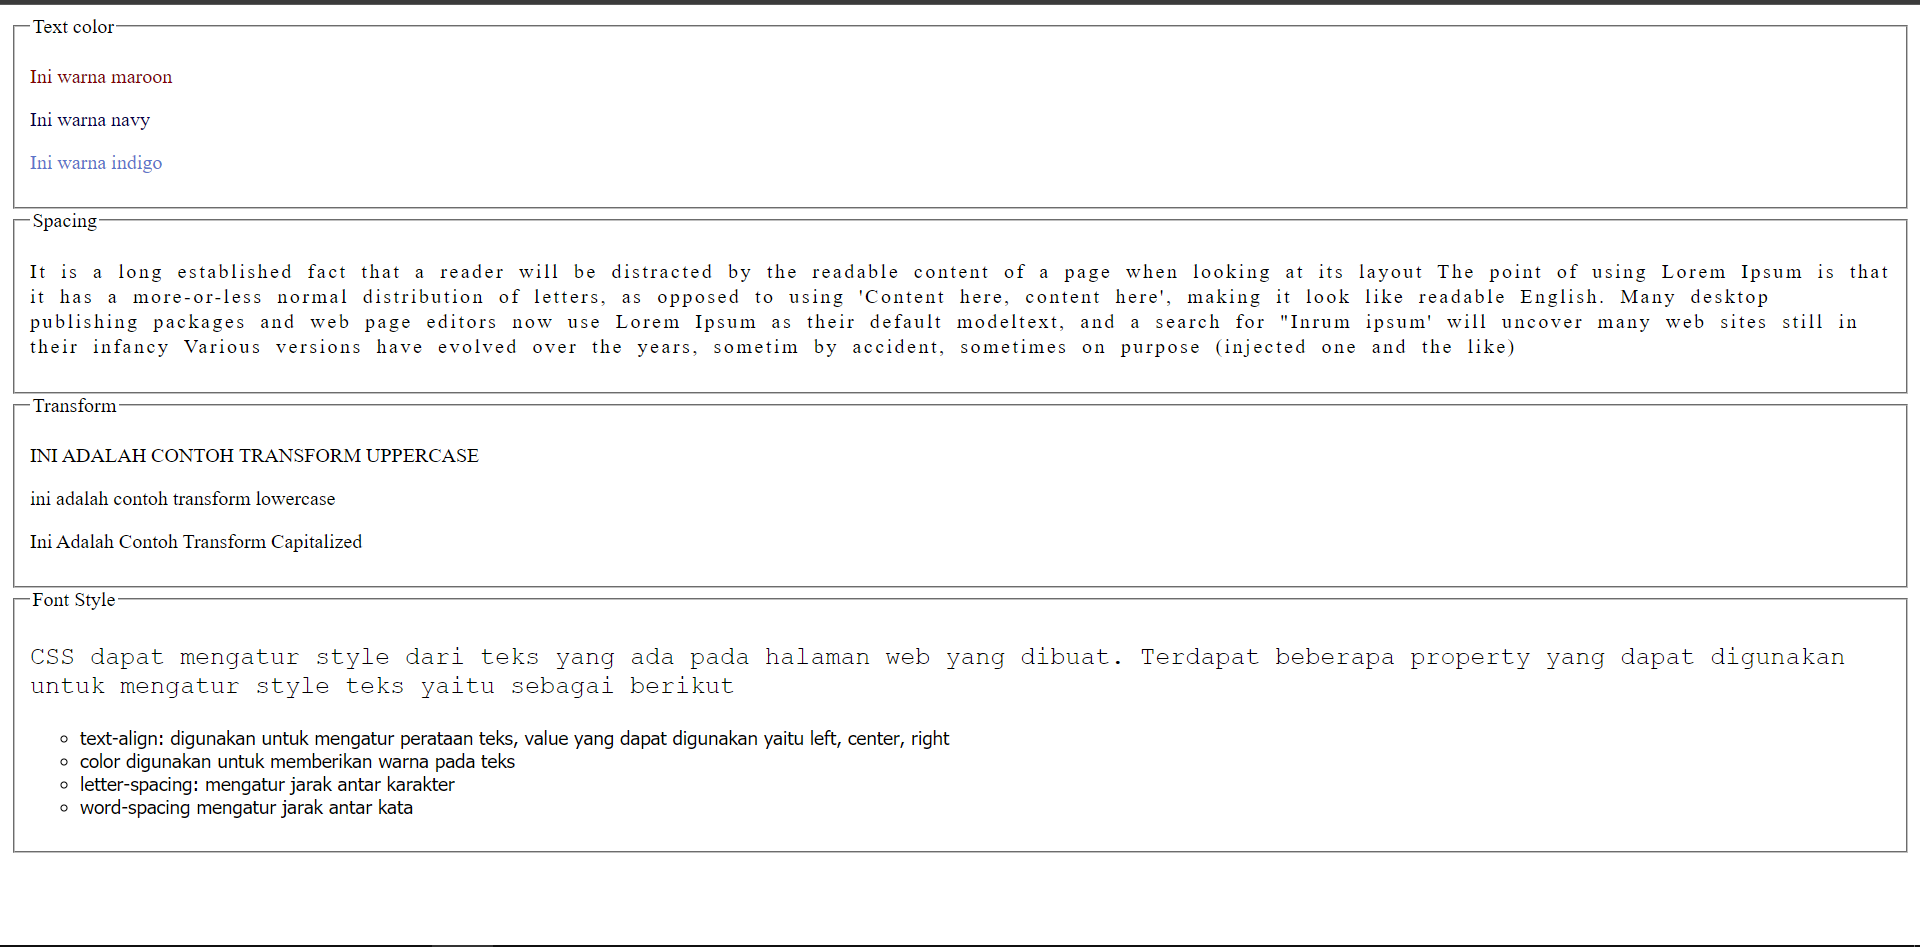 Text color
Ini warna maroon
Ini warna navy
Ini warna indigo
Spacing
It is a long established fact that a reader will be distracted by the readable content of a page when looking at its layout The point of using Lorem Ipsum is that
it has a more-or-less normal distribution of letters, as opposed to using 'Content here, content here', making it look like readable English. Many desktop
publishing packages and web page editors now use Lorem Ipsum as their default modeltext, and a search for "Inrum ipsum' will uncover many web sites still in
their infancy Various versions have evolved over the years, sometim by accident, sometimes on purpose (injected one and the like)
Transform
INI ADALAH CONTOH TRANSFORM UPPERCASE
ini adalah contoh transform lowercase
Ini Adalah Contoh Transform Capitalized
Font Style
CSS dapat mengatur style dari teks yang ada pada halaman web yang dibuat. Terdapat beberapa property yang dapat digunakan
untuk mengatur style teks yaitu sebagai berikut
text-align: digunakan untuk mengatur perataan teks, value yang dapat digunakan yaitu left, center, right
color digunakan untuk memberikan warna pada teks
letter-spacing: mengatur jarak antar karakter
word-spacing mengatur jarak antar kata